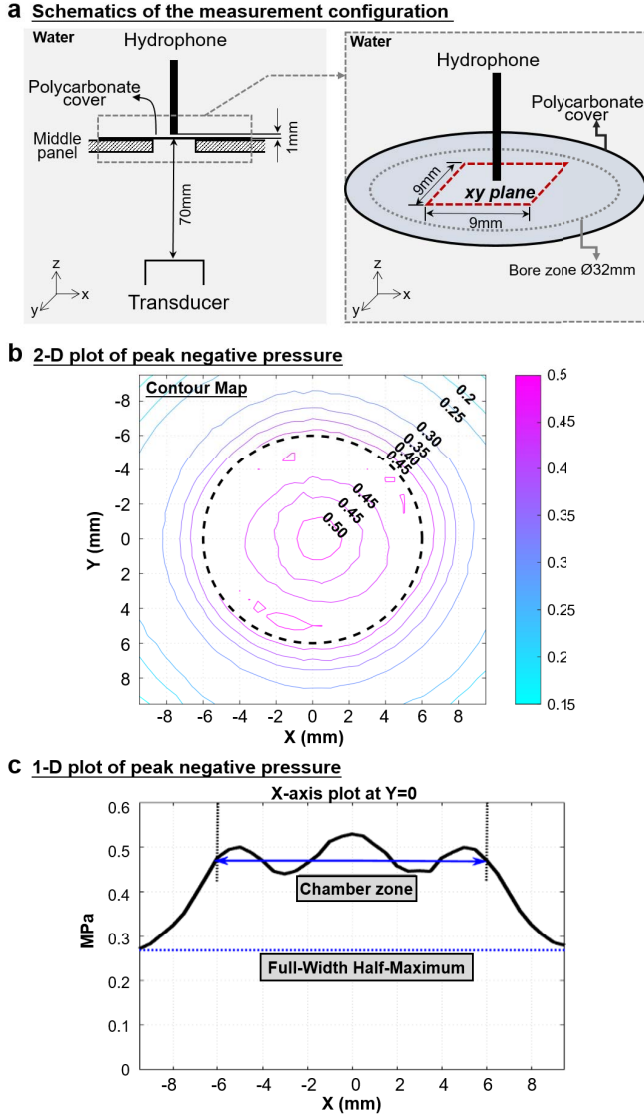 a Schematics of the measurement configuration
Water
Hydrophone
Polycarbonate
cover
Middle
panel
1mm
70mm
Transducer
z
x
y
Water
Hydrophone
Polycarbonate
cover
9mm
xy plane
9mm
Bore zone Ø32mm
z
x
y
b 2-D plot of peak negative pressure
Contour Map
0.2
0.25
0.30
0.35
0.40
0.45
0.45
0.45
0.50
-8
-6
-4
-2
0
2
4
6
8
Y (mm)
-8 -6 -4 -2 0 2 4 6 8
X (mm)
0.5
0.45
0.4
0.35
0.3
0.25
0.2
0.15
c 1-D plot of peak negative pressure
X-axis plot at Y=0
0.6
0.5
0.4
0.3
0.2
0.1
0
MPa
Chamber zone
Full-Width Half-Maximum
-8 -6 -4 -2 0 2 4 6 8
X (mm)